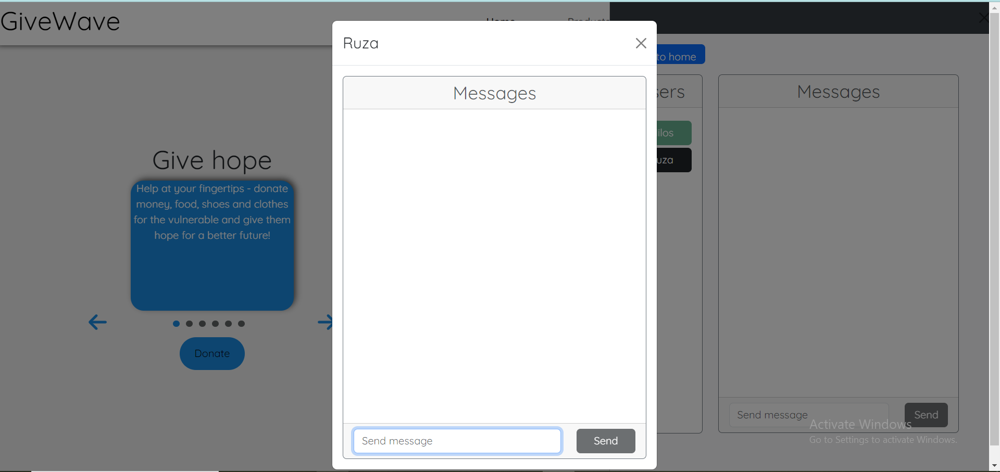 GiveWave
Home
Products
Ruza
to home
Messages
sers
Messages
ilos
uza
Give hope
Help at your fingertips - donate
money, food, shoes and clothes
for the vulnerable and give them
hope for a better future!
Donate
Send message
Send
Send message
Send
Activate Windows
Go to Settings to activate Windows.